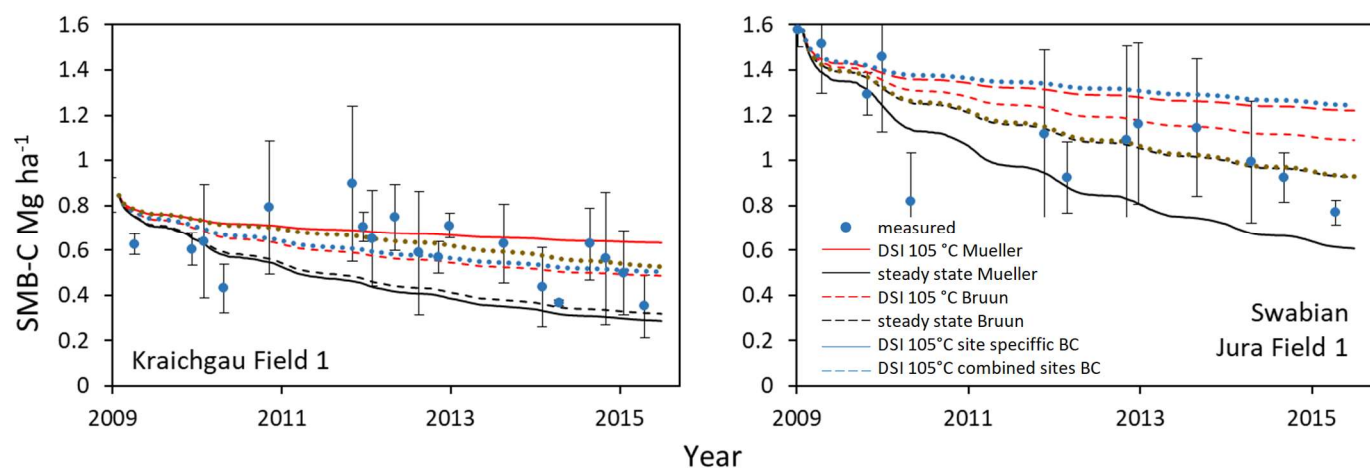 SMB-C Mg ha⁻¹
1.6
1.4
1.2
1
0.8
0.6
0.4
0.2
0
Kraichgau Field 1
2009
2011
2013
2015
1.6
1.4
1.2
1
0.8
0.6
0.4
0.2
0
measured
DSI 105 °C Mueller
steady state Mueller
DSI 105 °C Bruun
steady state Bruun
DSI 105°C site speciffic BC
DSI 105°C combined sites BC
Swabian
Jura Field 1
2009
2011
2013
2015
Year